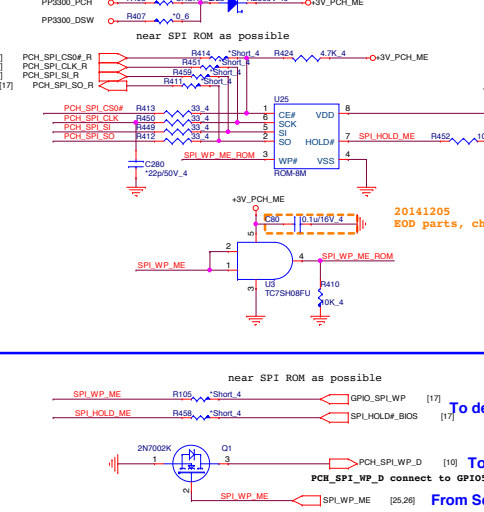 PP3300_PCH
+3V_PCH_ME
PP3300_DSW R407 *0_6
near SPI ROM as possible
PCH_SPI_CS0#_R R414 *Short_4 R424 4.7K_4 +3V_PCH_ME
PCH_SPI_CLK_R R451 *Short_4
PCH_SPI_SI_R R459 *Short_4
[17] PCH_SPI_SO_R R411 *Short_4
U25
PCH_SPI_CS0# R413 33_4 1 CE# VDD 8
PCH_SPI_CLK R450 33_4 6 SCK
PCH_SPI_SI R449 33_4 5 SI
PCH_SPI_SO R412 33_4 2 SO HOLD# 7 SPI_HOLD_ME R452 10
SPI_WP_ME_ROM 3 WP# VSS 4
C280
*22p/50V_4
ROM-8M
+3V_PCH_ME
C80 0.1u/16V_4
20141205
EOD parts, ch
5
2
4 SPI_WP_ME_ROM
SPI_WP_ME 1
3
U3
TC7SH08FU
R410
10K_4
near SPI ROM as possible
SPI_WP_ME R105 *Short_4 GPIO_SPI_WP [17]
SPI_HOLD_ME R458 *Short_4 SPI_HOLD#_BIOS [17]
To de
2N7002K Q1
1 3 PCH_SPI_WP_D [10] To
PCH_SPI_WP_D connect to GPIO5
2
SPI_WP_ME SPI_WP_ME [25,26] From Se